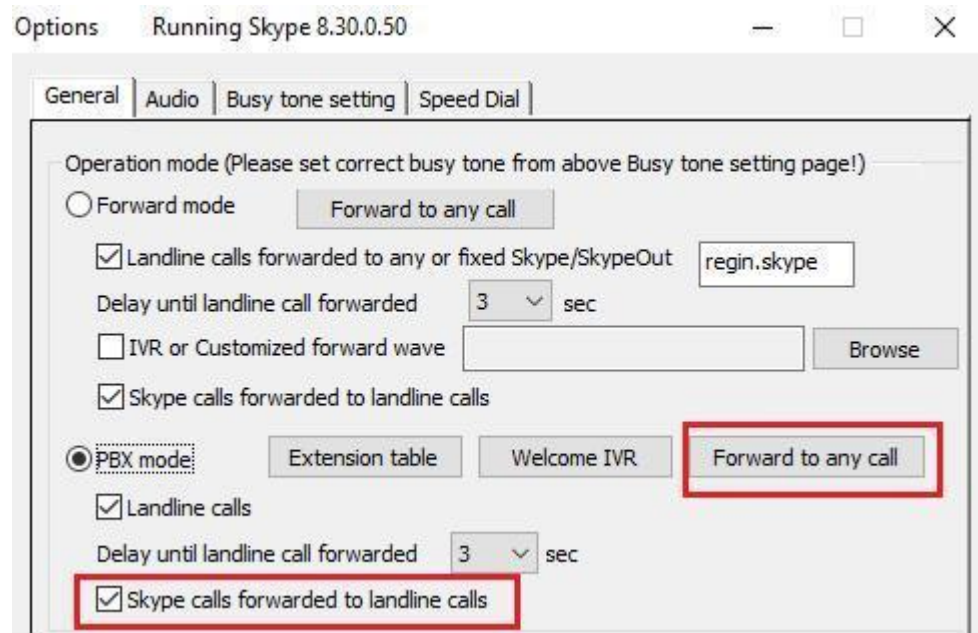 Options Running Skype 8.30.0.50
General Audio Busy tone setting Speed Dial
Operation mode (Please set correct busy tone from above Busy tone setting page!)
Forward mode Forward to any call
Landline calls forwarded to any or fixed Skype/SkypeOut regin.skype
Delay until landline call forwarded 3 sec
IVR or Customized forward wave Browse
Skype calls forwarded to landline calls
PBX mode Extension table Welcome IVR Forward to any call
Landline calls
Delay until landline call forwarded 3 sec
Skype calls forwarded to landline calls